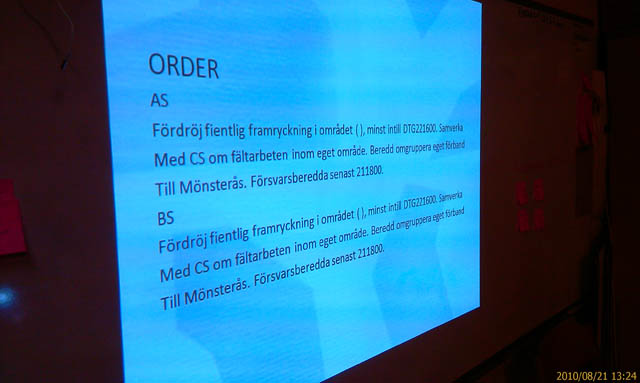 ORDER
AS
Fördröj fientlig framryckning i området ( ), minst intill DTG221600. Samverka
Med CS om fältarbeten inom eget område. Beredd omgruppera eget förband
Till Mönsterås. Försvarsberedda senast 211800.
BS
Fördröj fientlig framryckning i området ( ), minst intill DTG221600. Samverka
Med CS om fältarbeten inom eget område. Beredd omgruppera eget förband
Till Mönsterås. Försvarsberedda senast 211800.
2010/08/21 13:24